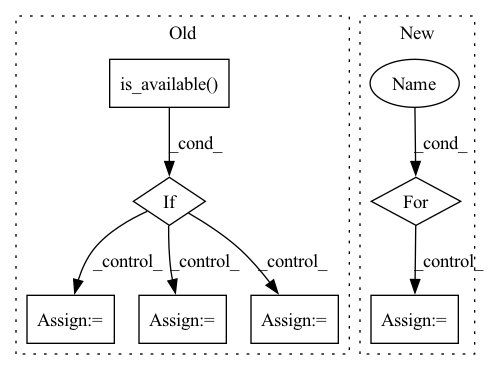 Old
New
is_available()
Name
_cond_
_cond_
If
For
_control_
_control_
_control_
_control_
Assign:=
Assign:=
Assign:=
Assign:=